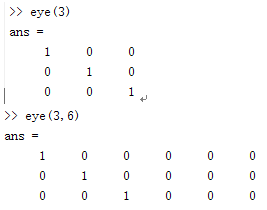 >> eye(3)
ans =
1 0 0
0 1 0
0 0 1
>> eye(3,6)
ans =
1 0 0 0 0 0
0 1 0 0 0 0
0 0 1 0 0 0